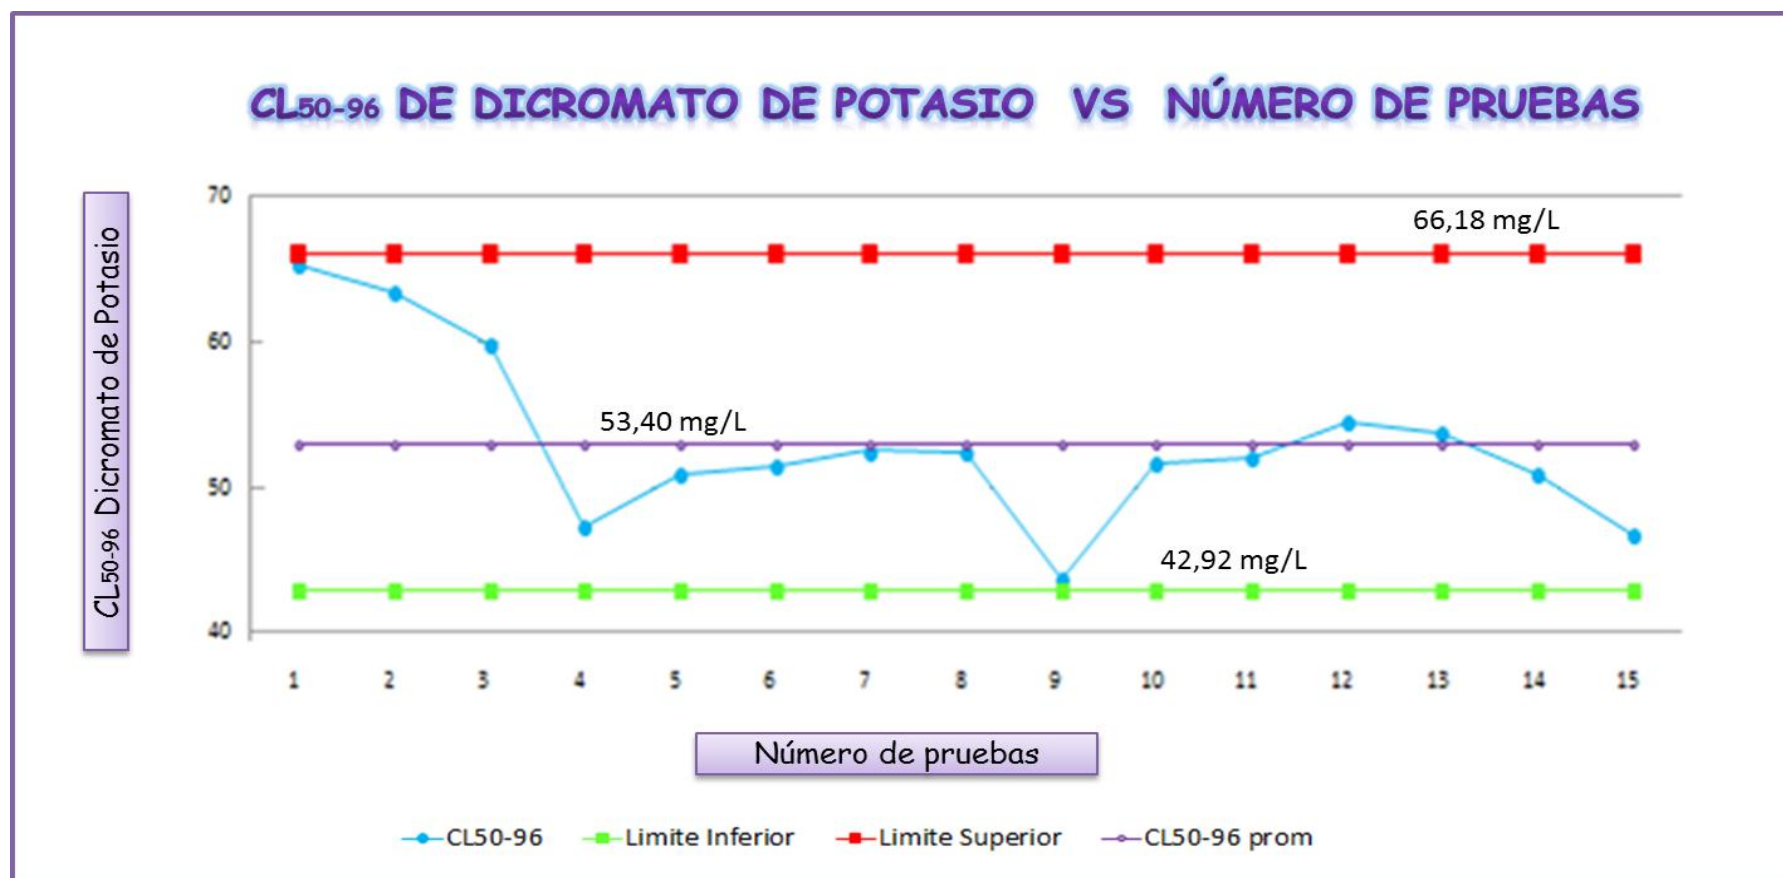 CL50-96 DE DICROMATO DE POTASIO VS NÚMERO DE PRUEBAS
CL50-96 Dicromato de Potasio
70
60
50
40
66,18 mg/L
53,40 mg/L
42,92 mg/L
1 2 3 4 5 6 7 8 9 10 11 12 13 14 15
Número de pruebas
CL50-96 Limite Inferior Limite Superior CL50-96 prom